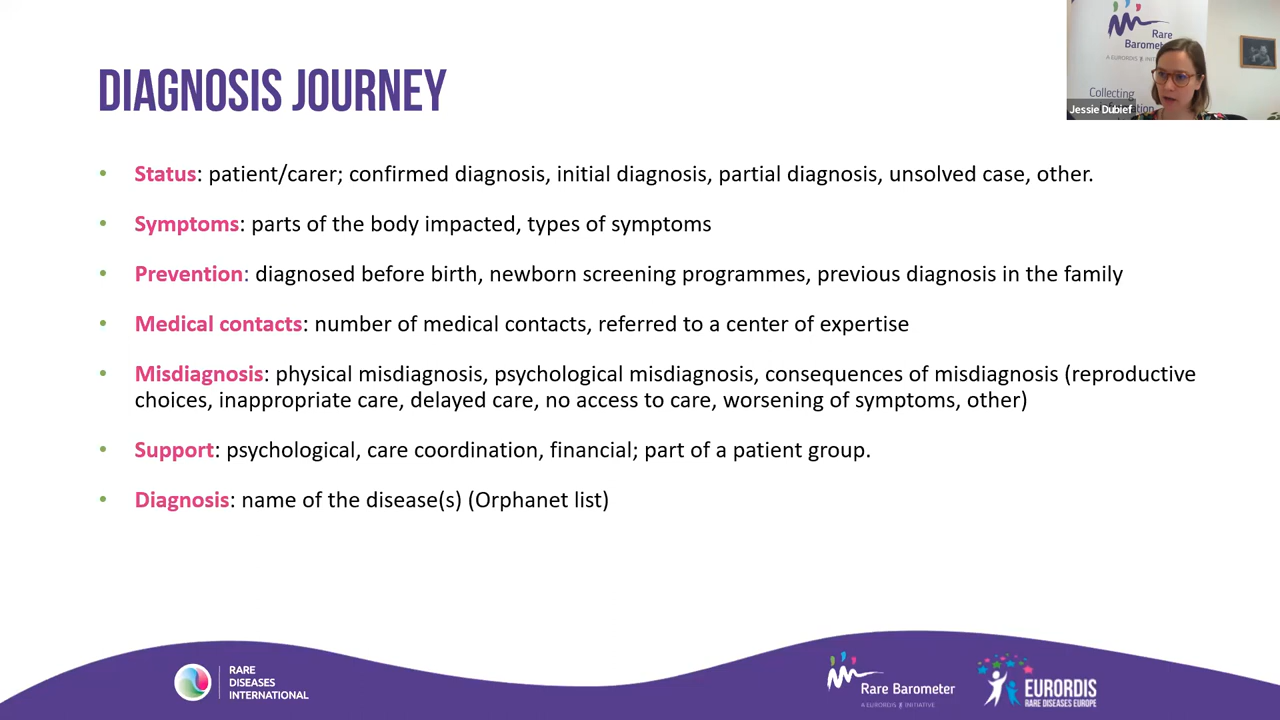 Rare
Barometer
A EURORDIS INITIATIVE
Collecting
Jessie Dubief
DIAGNOSIS JOURNEY
• Status: patient/carer; confirmed diagnosis, initial diagnosis, partial diagnosis, unsolved case, other.
• Symptoms: parts of the body impacted, types of symptoms
• Prevention: diagnosed before birth, newborn screening programmes, previous diagnosis in the family
• Medical contacts: number of medical contacts, referred to a center of expertise
• Misdiagnosis: physical misdiagnosis, psychological misdiagnosis, consequences of misdiagnosis (reproductive
choices, inappropriate care, delayed care, no access to care, worsening of symptoms, other)
• Support: psychological, care coordination, financial; part of a patient group.
• Diagnosis: name of the disease(s) (Orphanet list)
RARE
DISEASES
INTERNATIONAL
Rare Barometer
A EURORDIS INITIATIVE
EURORDIS
RARE DISEASES EUROPE